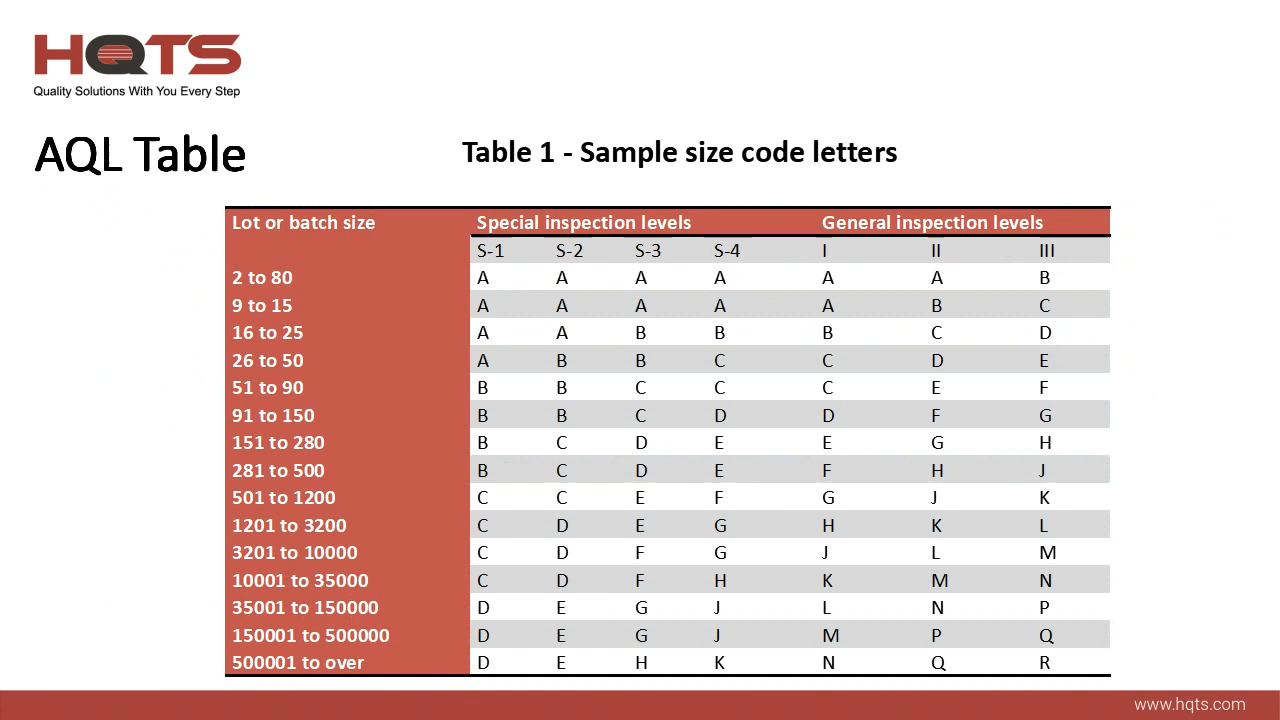 HQTS
Quality Solutions With You Every Step
AQL Table
Table 1 - Sample size code letters
Lot or batch size Special inspection levels General inspection levels
S-1 S-2 S-3 S-4 I II III
2 to 80 A A A A A A B
9 to 15 A A A A A B C
16 to 25 A A B B B C D
26 to 50 A B B C C D E
51 to 90 B B C C C E F
91 to 150 B B C D D F G
151 to 280 B C D E E G H
281 to 500 B C D E F H J
501 to 1200 C C E F G J K
1201 to 3200 C D E G H K L
3201 to 10000 C D F G J L M
10001 to 35000 C D F H K M N
35001 to 150000 D E G J L N P
150001 to 500000 D E G J M P Q
500001 to over D E H K N Q R
www.hqts.com